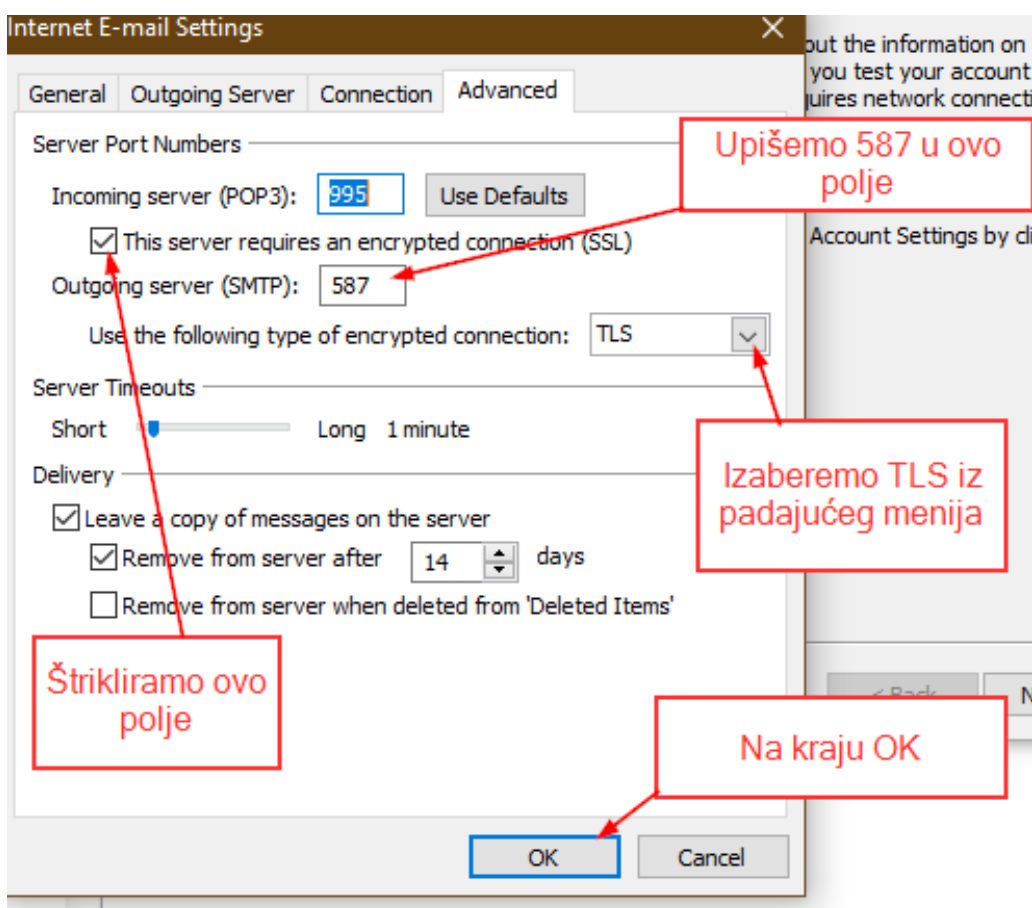 Internet E-mail Settings
General Outgoing Server Connection Advanced
Server Port Numbers
Incoming server (POP3): 995 Use Defaults
This server requires an encrypted connection (SSL)
Outgoing server (SMTP): 587
Use the following type of encrypted connection: TLS
Server Timeouts
Short Long 1 minute
Delivery
Leave a copy of messages on the server
Remove from server after 14 days
Remove from server when deleted from 'Deleted Items'
OK Cancel
out the information on
you test your account
quires network connecti
Upišemo 587 u ovo
polje
Account Settings by cli
Izaberemo TLS iz
padajućeg menija
Štrikliramo ovo
polje
< Back N
Na kraju OK